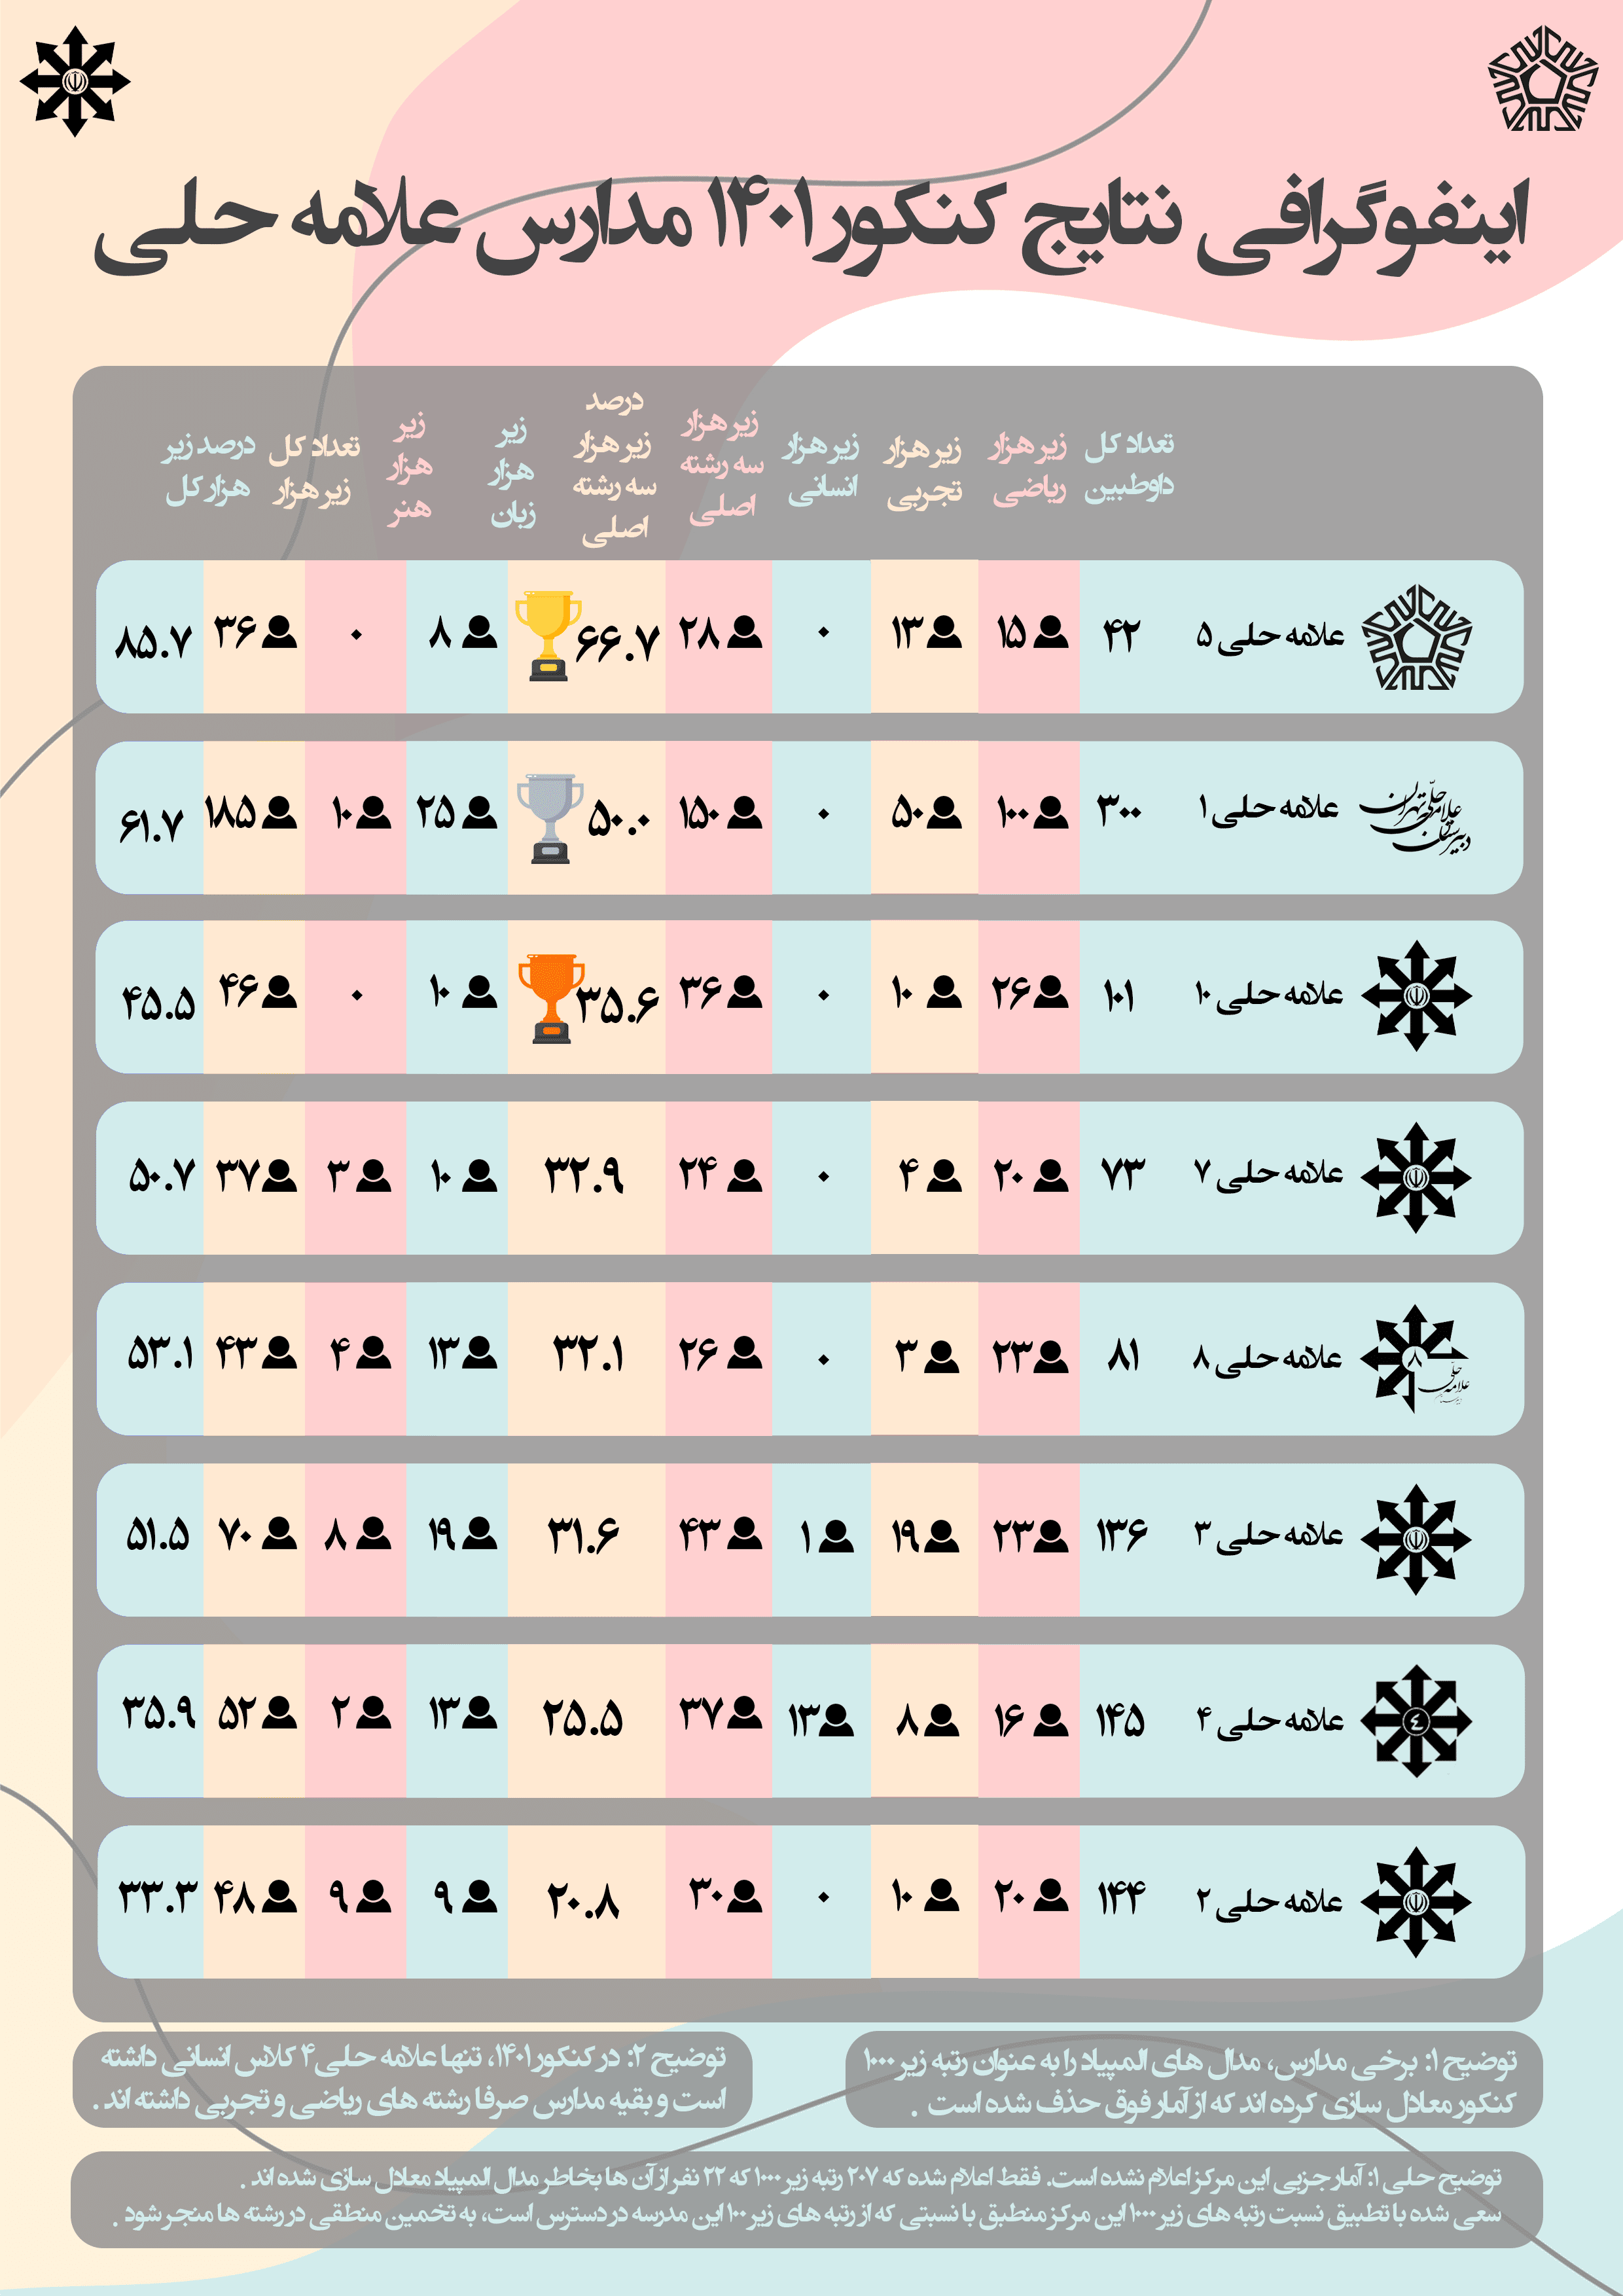 اینفوگرافی نتایج کنکور ۱۴۰۱ مدارس علامه حلی
تعداد کل داوطبین
زیر هزار ریاضی
زیر هزار تجربی
زیر هزار انسانی
زیر هزار سه رشته اصلی
درصد زیر هزار سه رشته اصلی
زیر هزار زبان
زیر هزار هنر
تعداد کل زیر هزار
درصد زیر هزار کل
علامه حلی ۵ ۴۲ ۱۵ ۱۳ ۰ ۲۸ ۶۶.۷ ۸ ۰ ۳۶ ۸۵.۷
دبیرستان علامه حلی تهران
علامه حلی ۱ ۳۰۰ ۱۰۰ ۵۰ ۰ ۱۵۰ ۵۰.۰ ۲۵ ۱۰ ۱۸۵ ۶۱.۷
علامه حلی ۱۰ ۱۰۱ ۲۶ ۱۰ ۰ ۳۶ ۳۵.۶ ۱۰ ۰ ۴۶ ۴۵.۵
علامه حلی ۷ ۷۳ ۲۰ ۴ ۰ ۲۴ ۳۲.۹ ۱۰ ۳ ۳۷ ۵۰.۷
۸ علامه حلی
علامه حلی ۸ ۸۱ ۲۳ ۳ ۰ ۲۶ ۳۲.۱ ۱۳ ۴ ۴۳ ۵۳.۱
علامه حلی ۳ ۱۳۶ ۲۳ ۱۹ ۱ ۴۳ ۳۱.۶ ۱۹ ۸ ۷۰ ۵۱.۵
٤
علامه حلی ۴ ۱۴۵ ۱۶ ۸ ۱۳ ۳۷ ۲۵.۵ ۱۳ ۲ ۵۲ ۳۵.۹
علامه حلی ۲ ۱۴۴ ۲۰ ۱۰ ۰ ۳۰ ۲۰.۸ ۹ ۹ ۴۸ ۳۳.۳
توضیح ۱: برخی مدارس، مدال های المپیاد را به عنوان رتبه زیر ۱۰۰۰
کنکور معادل سازی کرده اند که از آمار فوق حذف شده است .
توضیح ۲: در کنکور ۱۴۰۱، تنها علامه حلی ۴ کلاس انسانی داشته
است و بقیه مدارس صرفا رشته های ریاضی و تجربی داشته اند .
توضیح حلی ۱: آمار جزیی این مرکز اعلام نشده است. فقط اعلام شده که ۲۰۷ رتبه زیر ۱۰۰۰ که ۲۲ نفر از آن ها بخاطر مدال المپیاد معادل سازی شده اند .
سعی شده با تطبیق نسبت رتبه های زیر ۱۰۰۰ این مرکز منطبق با نسبتی که از رتبه های زیر ۱۰۰ این مدرسه در دسترس است، به تخمین منطقی در رشته ها منجر شود .